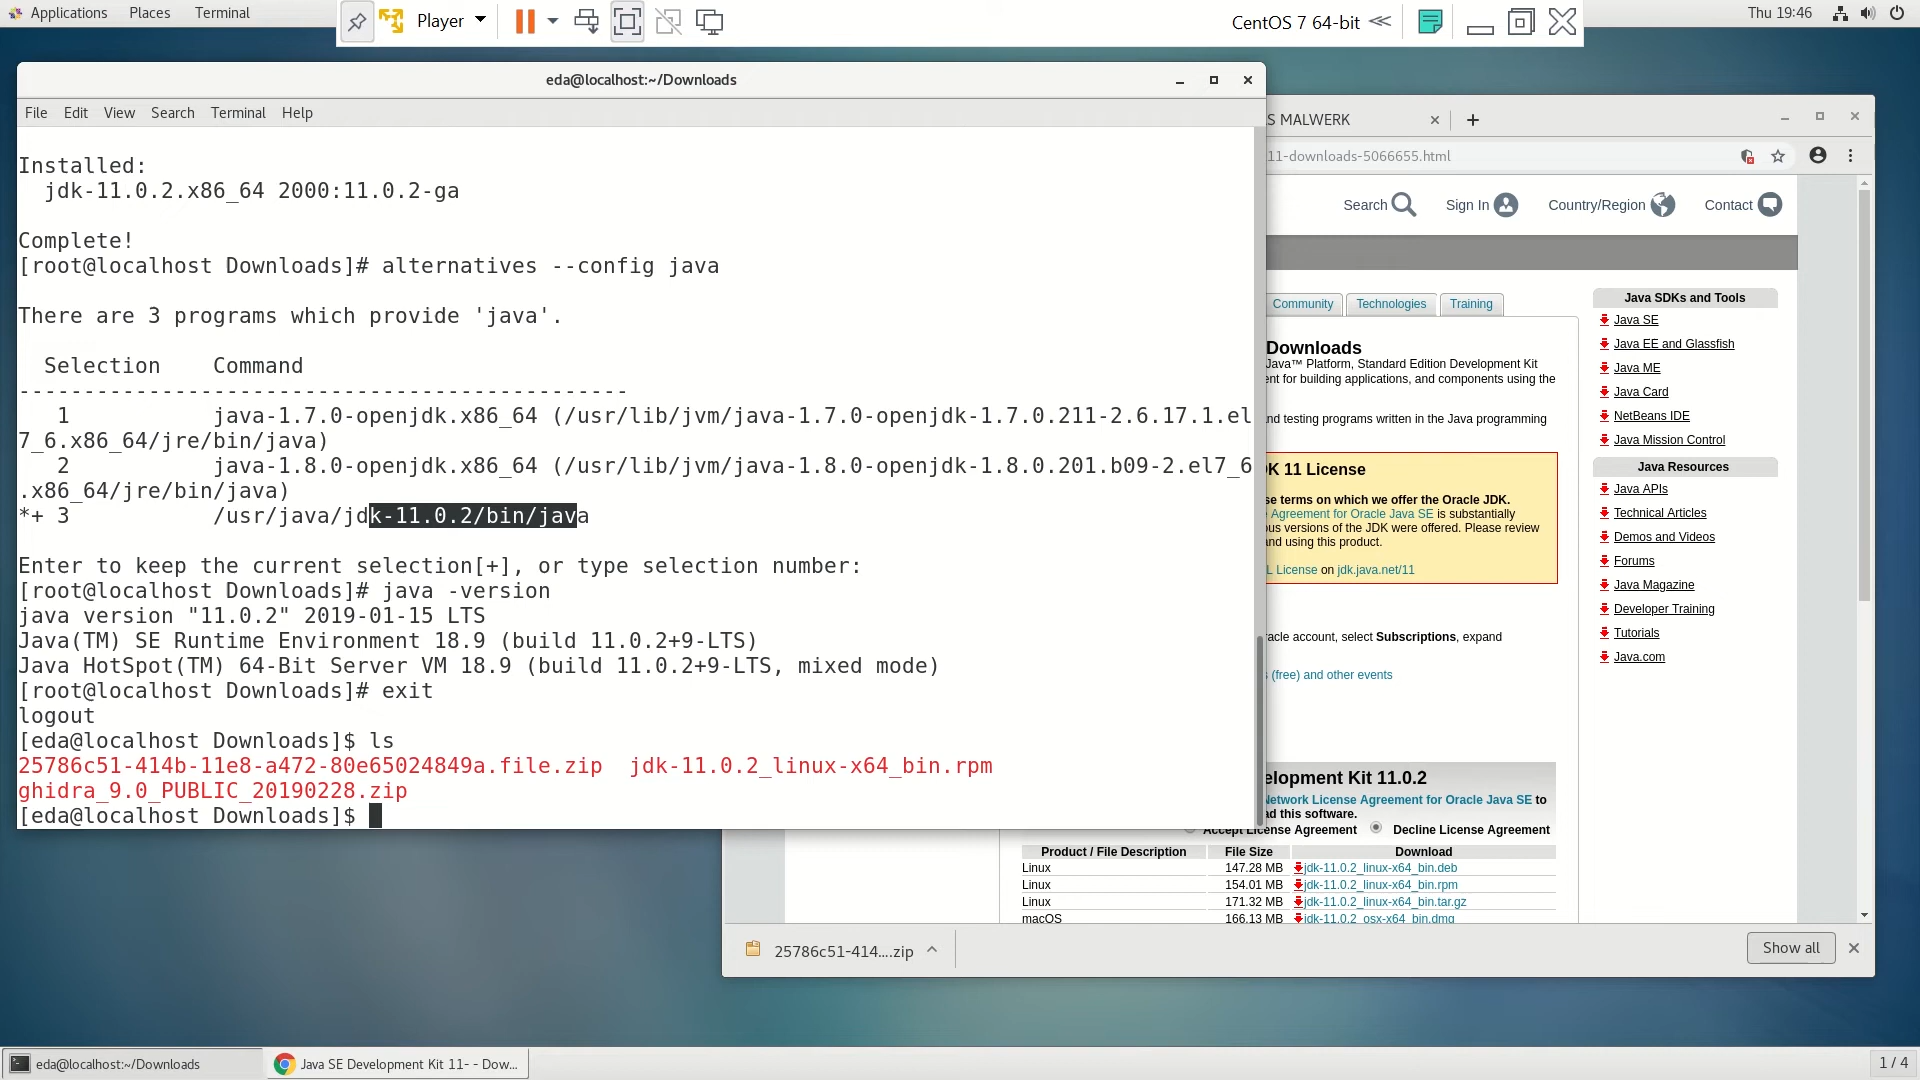 Applications Places Terminal
Player
CentOS 7 64-bit
Thu 19:46
eda@localhost:~/Downloads
File Edit View Search Terminal Help
Installed:
jdk-11.0.2.x86_64 2000:11.0.2-ga
Complete!
[root@localhost Downloads]# alternatives --config java
There are 3 programs which provide 'java'.
Selection Command
-----------------------------------------------
1 java-1.7.0-openjdk.x86_64 (/usr/lib/jvm/java-1.7.0-openjdk-1.7.0.211-2.6.17.1.el
7_6.x86_64/jre/bin/java)
2 java-1.8.0-openjdk.x86_64 (/usr/lib/jvm/java-1.8.0-openjdk-1.8.0.201.b09-2.el7_6
.x86_64/jre/bin/java)
*+ 3 /usr/java/jdk-11.0.2/bin/java
Enter to keep the current selection[+], or type selection number:
[root@localhost Downloads]# java -version
java version "11.0.2" 2019-01-15 LTS
Java(TM) SE Runtime Environment 18.9 (build 11.0.2+9-LTS)
Java HotSpot(TM) 64-Bit Server VM 18.9 (build 11.0.2+9-LTS, mixed mode)
[root@localhost Downloads]# exit
logout
[eda@localhost Downloads]$ ls
25786c51-414b-11e8-a472-80e65024849a.file.zip jdk-11.0.2_linux-x64_bin.rpm
ghidra_9.0_PUBLIC_20190228.zip
[eda@localhost Downloads]$
S MALWERK
11-downloads-5066655.html
Search Sign In Country/Region Contact
Community Technologies Training
Downloads
Java™ Platform, Standard Edition Development Kit
ent for building applications, and components using the
nd testing programs written in the Java programming
K 11 License
se terms on which we offer the Oracle JDK.
Agreement for Oracle Java SE is substantially
ous versions of the JDK were offered. Please review
nd using this product.
L License on jdk.java.net/11
racle account, select Subscriptions, expand
s (free) and other events
elopment Kit 11.0.2
Network License Agreement for Oracle Java SE to
ad this software.
Accept License Agreement Decline License Agreement
Product / File Description File Size Download
Linux 147.28 MB jdk-11.0.2_linux-x64_bin.deb
Linux 154.01 MB jdk-11.0.2_linux-x64_bin.rpm
Linux 171.32 MB jdk-11.0.2_linux-x64_bin.tar.gz
macOS 166.13 MB jdk-11.0.2_osx-x64_bin.dmg
Java SDKs and Tools
Java SE
Java EE and Glassfish
Java ME
Java Card
NetBeans IDE
Java Mission Control
Java Resources
Java APIs
Technical Articles
Demos and Videos
Forums
Java Magazine
Developer Training
Tutorials
Java.com
25786c51-414....zip
Show all
eda@localhost:~/Downloads
Java SE Development Kit 11- - Dow...
1 / 4